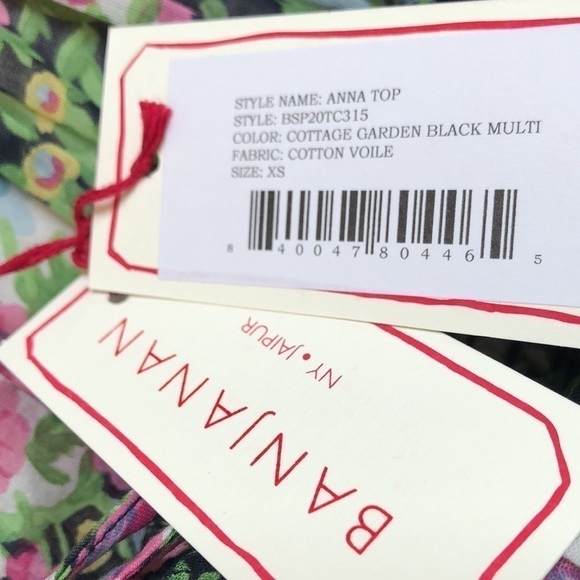 STYLE NAME: ANNA TOP
STYLE: BSP20TC315
COLOR: COTTAGE GARDEN BLACK MULTI
FABRIC: COTTON VOILE
SIZE: XS
8 40047 80446 5
NY•JAIPUR
BANJANAN